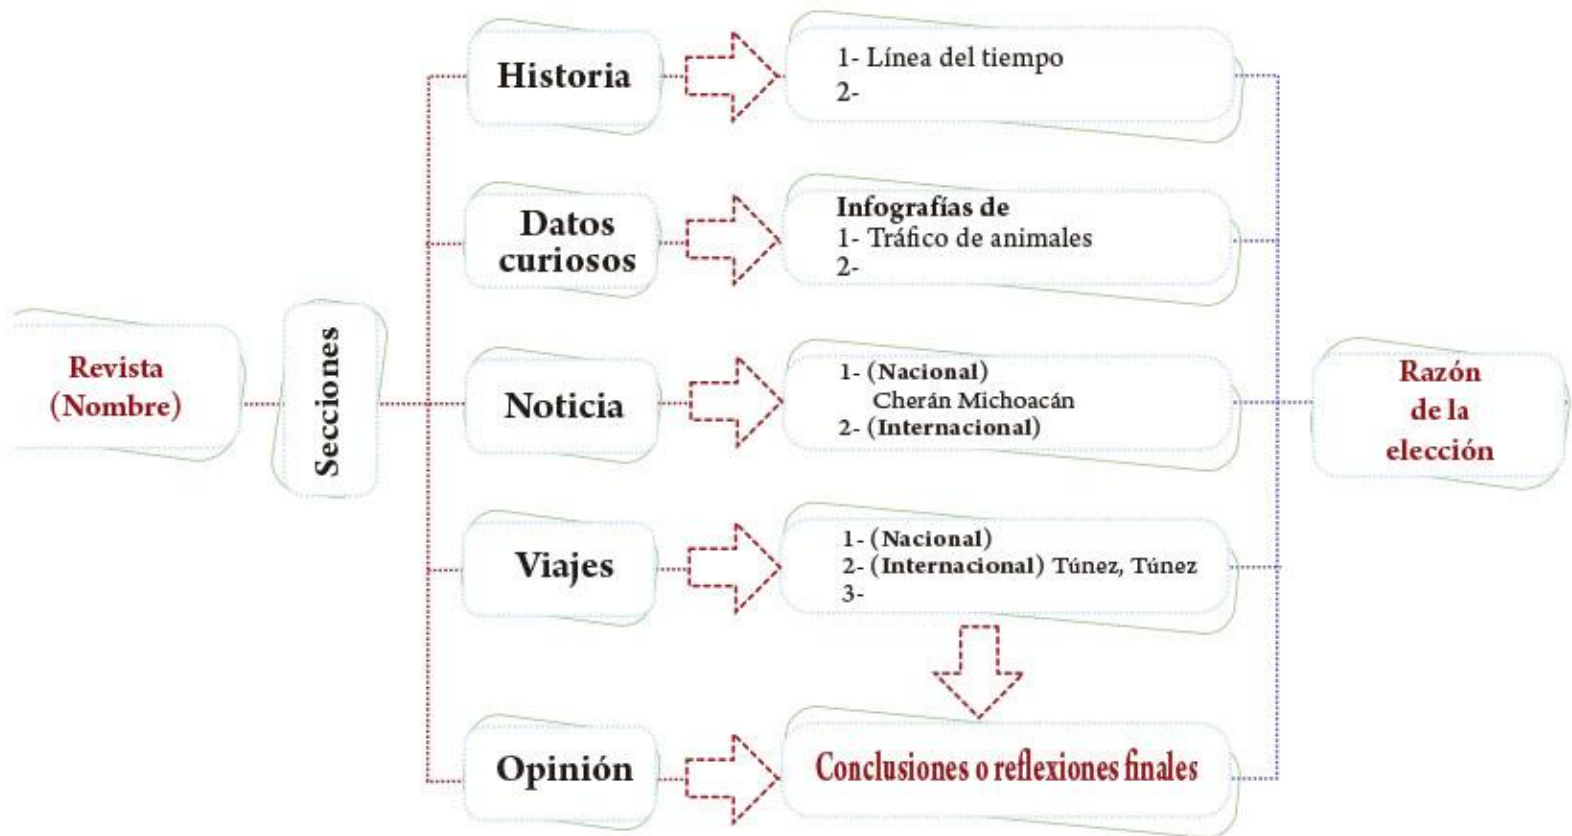 Revista
(Nombre)
Secciones
Historia
1- Línea del tiempo
2-
Datos
curiosos
Infografías de
1- Tráfico de animales
2-
Noticia
1- (Nacional)
Cherán Michoacán
2- (Internacional)
Viajes
1- (Nacional)
2- (Internacional) Túnez, Túnez
3-
Opinión
Conclusiones o reflexiones finales
Razón
de la
elección